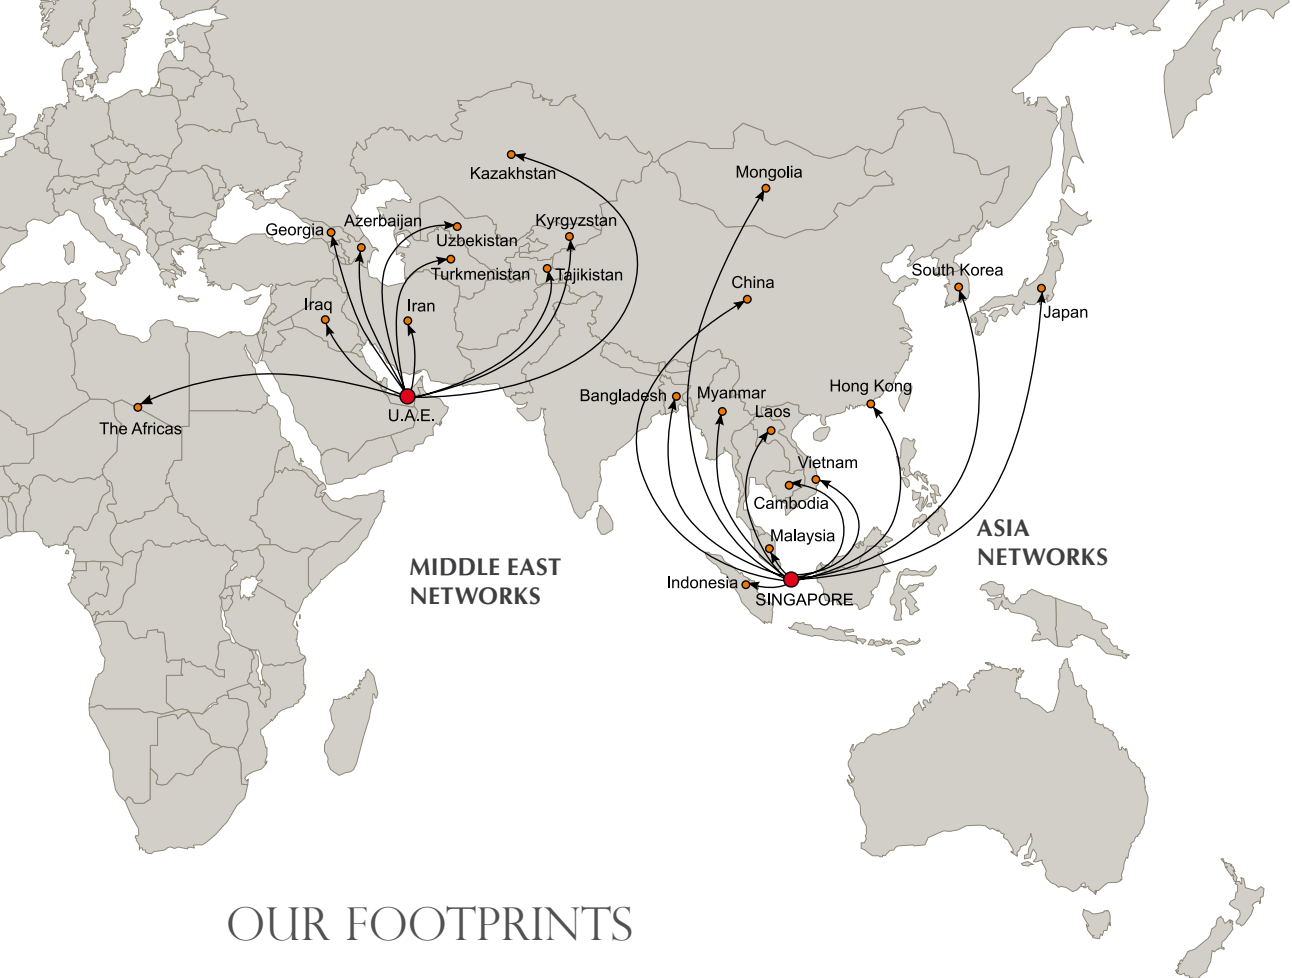 Kazakhstan
Mongolia
Georgia
Azerbaijan
Kyrgyzstan
Uzbekistan
Turkmenistan
Tajikistan
South Korea
China
Iraq
Iran
Japan
Bangladesh
Myanmar
Hong Kong
Laos
U.A.E.
The Africas
Vietnam
Cambodia
ASIA
NETWORKS
Malaysia
MIDDLE EAST
NETWORKS
Indonesia
SINGAPORE
OUR FOOTPRINTS